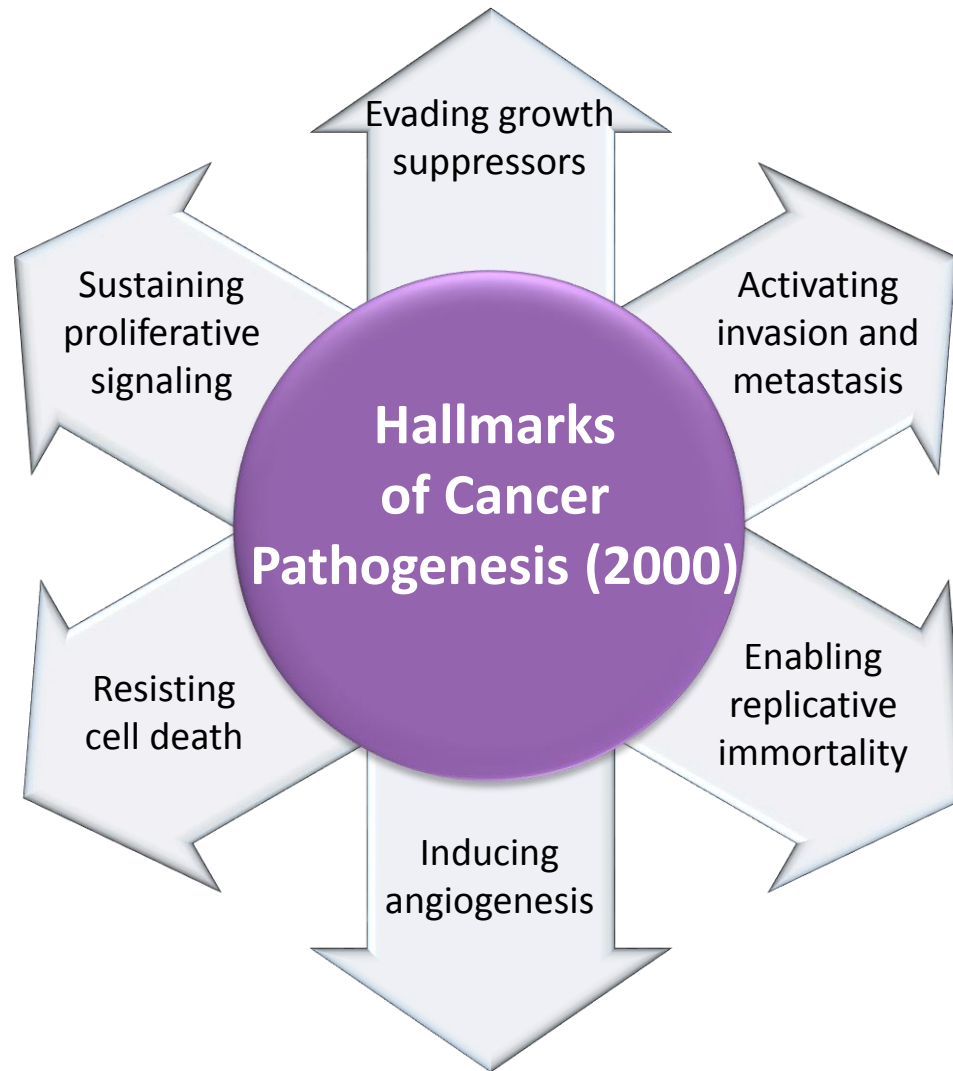 Evading growth
suppressors
Sustaining
proliferative
signaling
Activating
invasion and
metastasis
Hallmarks
of Cancer
Pathogenesis (2000)
Resisting
cell death
Enabling
replicative
immortality
Inducing
angiogenesis